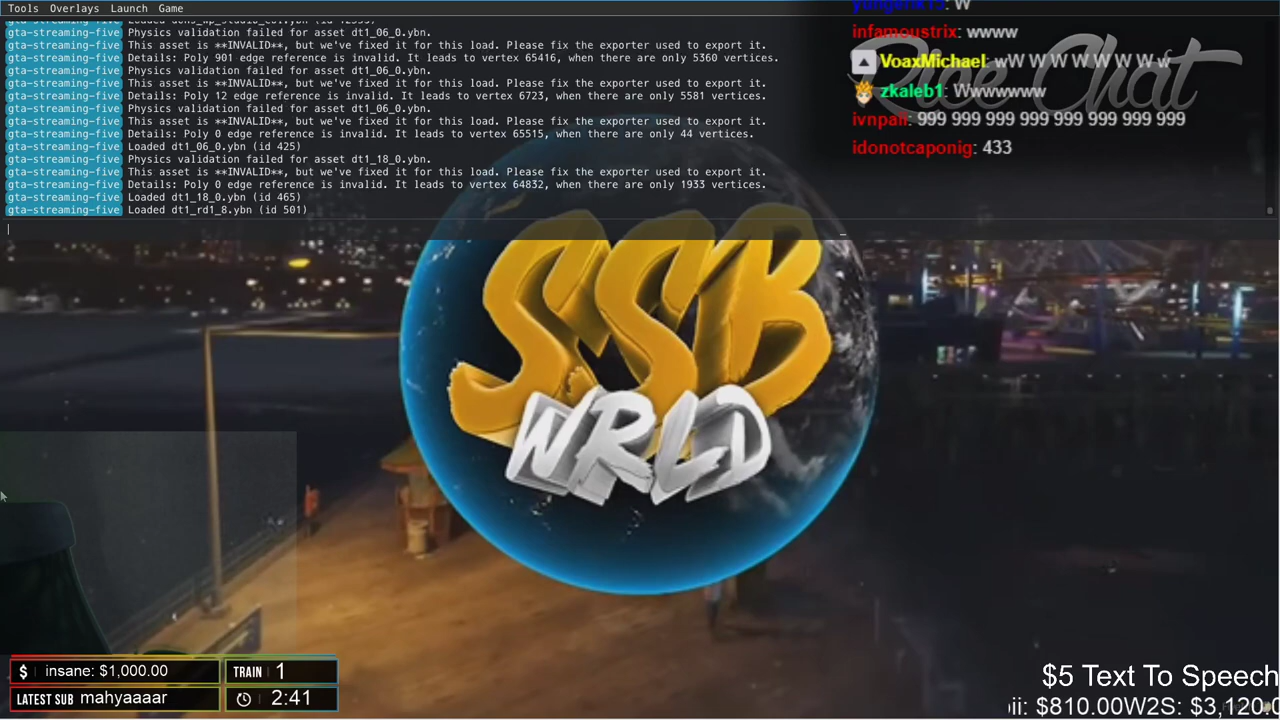 Tools Overlays Launch Game
gta-streaming-five
Physics validation failed for asset dt1_06_0.ybn.
gta-streaming-five This asset is **INVALID**, but we've fixed it for this load. Please fix the exporter used to export it.
gta-streaming-five Details: Poly 901 edge reference is invalid. It leads to vertex 65416, when there are only 5360 vertices.
gta-streaming-five Physics validation failed for asset dt1_06_0.ybn.
gta-streaming-five This asset is **INVALID**, but we've fixed it for this load. Please fix the exporter used to export it.
gta-streaming-five Details: Poly 12 edge reference is invalid. It leads to vertex 6723, when there are only 5581 vertices.
gta-streaming-five Physics validation failed for asset dt1_06_0.ybn.
gta-streaming-five This asset is **INVALID**, but we've fixed it for this load. Please fix the exporter used to export it.
gta-streaming-five Details: Poly 0 edge reference is invalid. It leads to vertex 65515, when there are only 44 vertices.
gta-streaming-five Loaded dt1_06_0.ybn (id 425)
gta-streaming-five Physics validation failed for asset dt1_18_0.ybn.
gta-streaming-five This asset is **INVALID**, but we've fixed it for this load. Please fix the exporter used to export it.
gta-streaming-five Details: Poly 0 edge reference is invalid. It leads to vertex 64832, when there are only 1933 vertices.
gta-streaming-five Loaded dt1_18_0.ybn (id 465)
gta-streaming-five Loaded dt1_rd1_8.ybn (id 501)
infamoustrix: wwww
VoaxMichael: wW W W W W W W w
zkaleb1: Wwwwwww
ivnpaii: 999 999 999 999 999 999 999 999
idonotcaponig: 433
Rice Chat
SSB
WRLD
$ insane: $1,000.00
TRAIN 1
LATEST SUB mahyaaaar
2:41
$5 Text To Speech
ii: $810.00W2S: $3,120.0